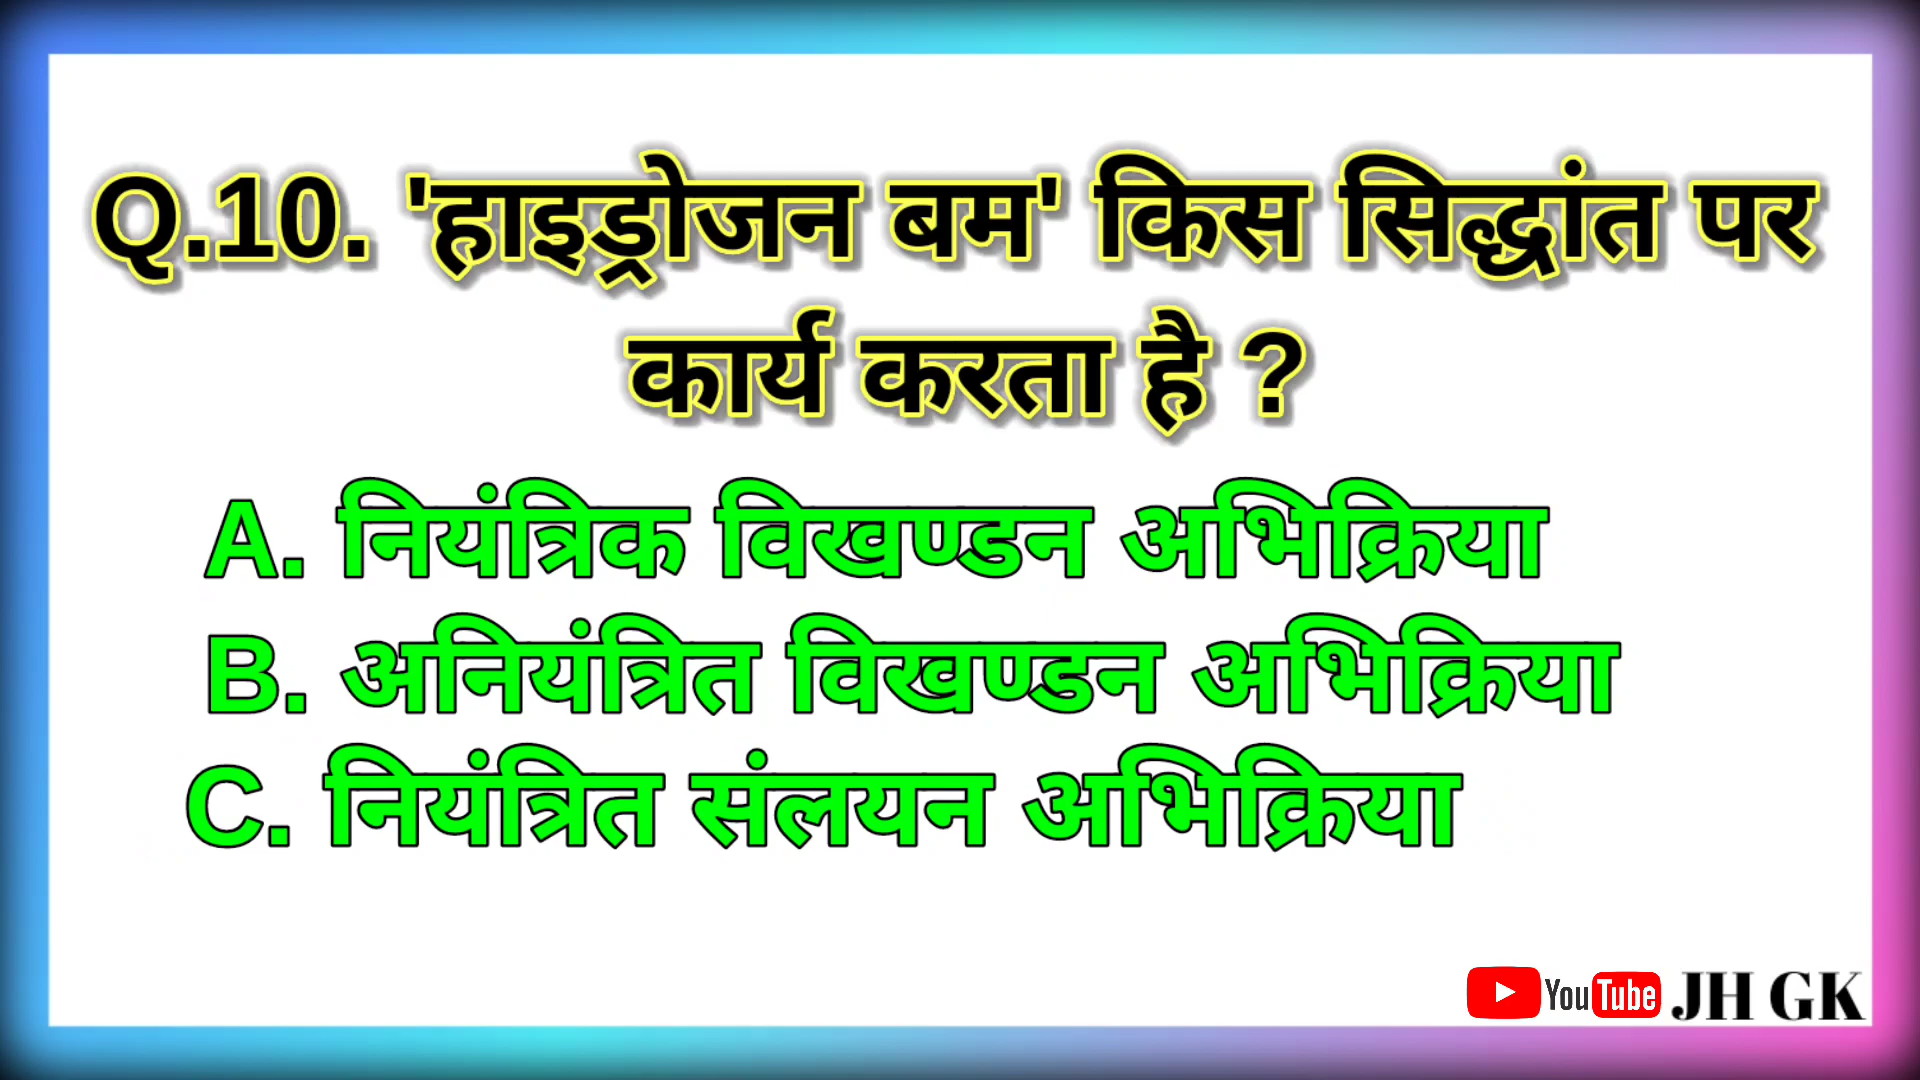 Q.10. 'हाइड्रोजन बम' किस सिद्धांत पर
कार्य करता है ?
A. नियंत्रिक विखण्डन अभिक्रिया
B. अनियंत्रित विखण्डन अभिक्रिया
C. नियंत्रित संलयन अभिक्रिया
YouTube JH GK